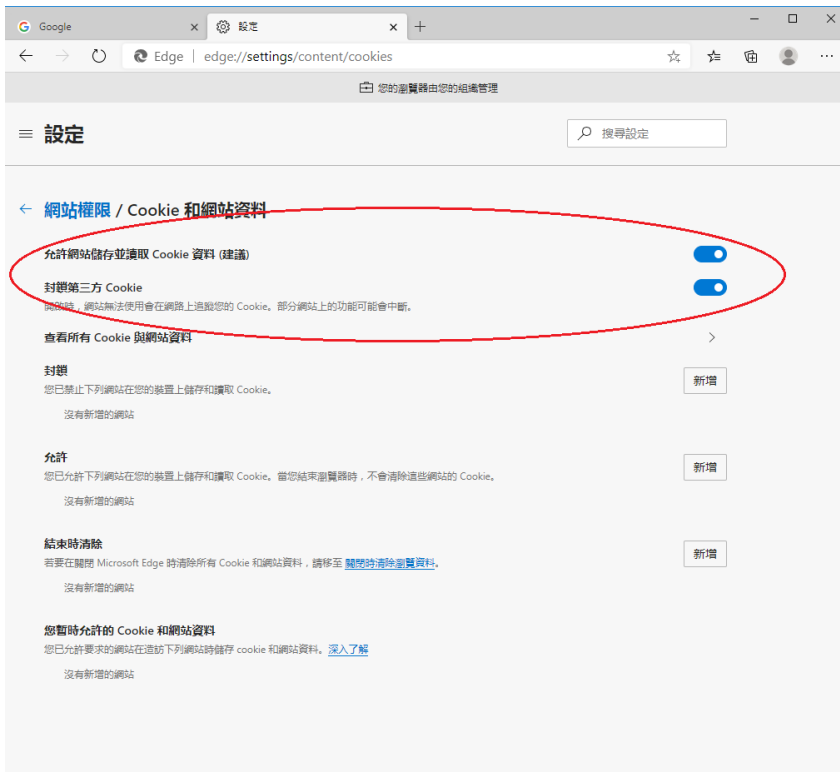 Google
設定
Edge | edge://settings/content/cookies
您的瀏覽器由您的組織管理
設定
搜尋設定
網站權限 / Cookie 和網站資料
允許網站儲存並讀取 Cookie 資料 (建議)
封鎖第三方 Cookie
開啟時，網站無法使用會在網路上追蹤您的 Cookie。部分網站上的功能可能會中斷。
查看所有 Cookie 與網站資料
封鎖
新增
您已禁止下列網站在您的裝置上儲存和讀取 Cookie。
沒有新增的網站
允許
新增
您已允許下列網站在您的裝置上儲存和讀取 Cookie。當您結束瀏覽器時，不會清除這些網站的 Cookie。
沒有新增的網站
結束時清除
新增
若要在關閉 Microsoft Edge 時清除所有 Cookie 和網站資料，請移至 關閉時清除瀏覽資料。
沒有新增的網站
您暫時允許的 Cookie 和網站資料
您已允許要求的網站在造訪下列網站時儲存 cookie 和網站資料。深入了解
沒有新增的網站